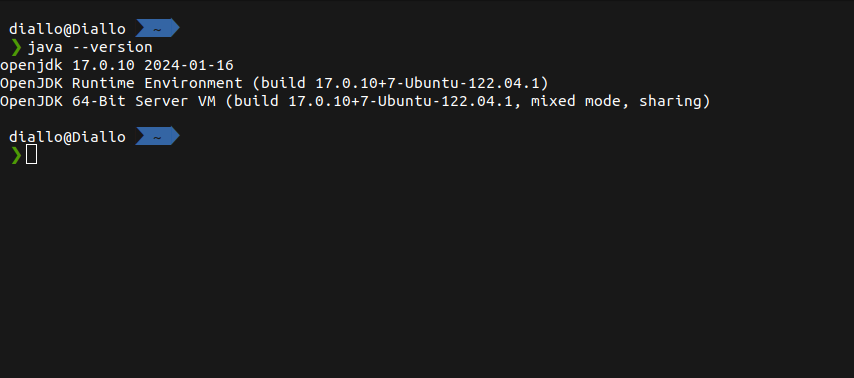 diallo@Diallo ~
❯ java --version
openjdk 17.0.10 2024-01-16
OpenJDK Runtime Environment (build 17.0.10+7-Ubuntu-122.04.1)
OpenJDK 64-Bit Server VM (build 17.0.10+7-Ubuntu-122.04.1, mixed mode, sharing)
diallo@Diallo ~
❯